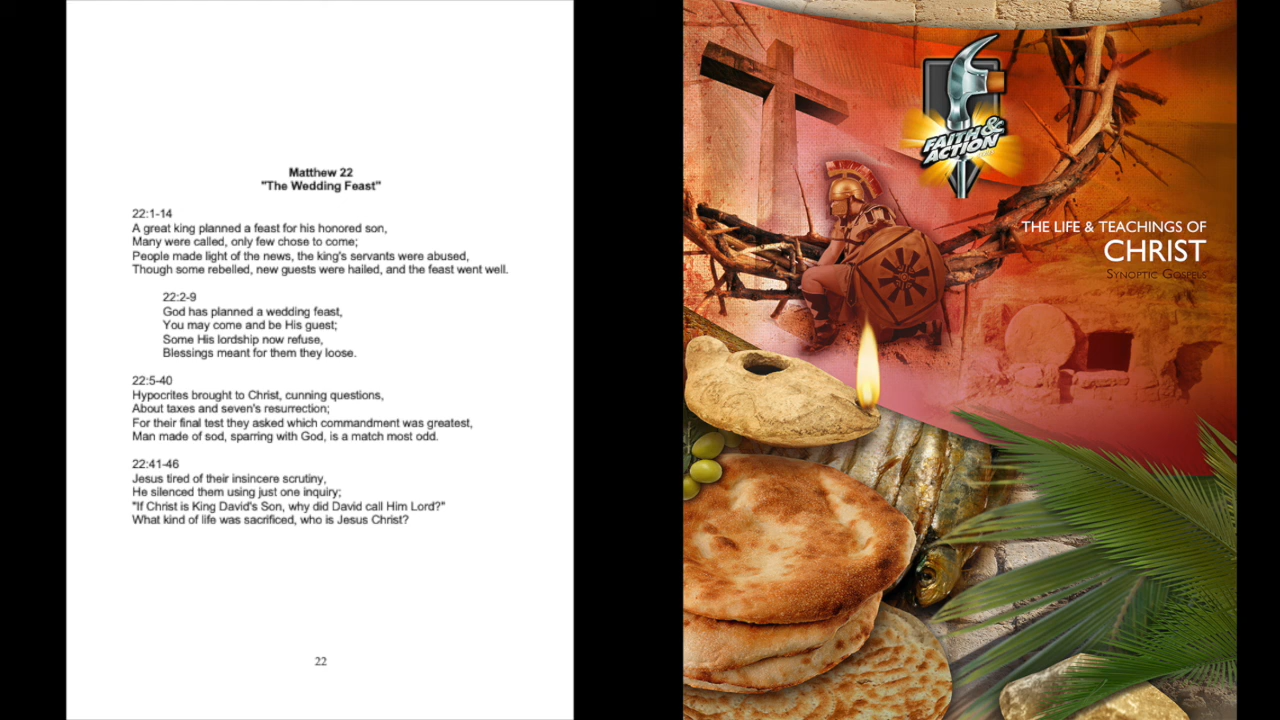 Matthew 22
"The Wedding Feast"
22:1-14
A great king planned a feast for his honored son,
Many were called, only few chose to come;
People made light of the news, the king's servants were abused,
Though some rebelled, new guests were hailed, and the feast went well.
22:2-9
God has planned a wedding feast,
You may come and be His guest;
Some His lordship now refuse,
Blessings meant for them they loose.
22:5-40
Hypocrites brought to Christ, cunning questions,
About taxes and seven's resurrection;
For their final test they asked which commandment was greatest,
Man made of sod, sparring with God, is a match most odd.
22:41-46
Jesus tired of their insincere scrutiny,
He silenced them using just one inquiry;
"If Christ is King David's Son, why did David call Him Lord?"
What kind of life was sacrificed, who is Jesus Christ?
22
FAITH &
ACTION
THE LIFE & TEACHINGS OF
CHRIST
SYNOPTIC GOSPELS